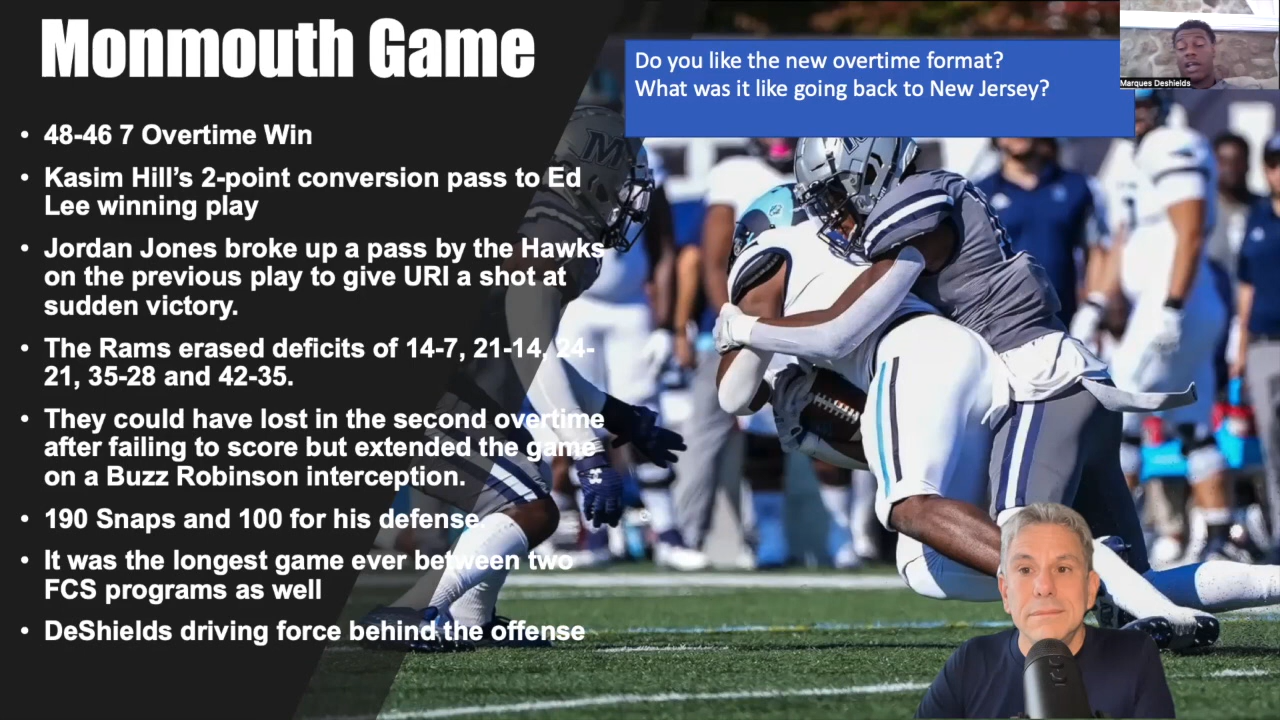 Monmouth Game
• 48-46 7 Overtime Win
• Kasim Hill’s 2-point conversion pass to Ed
Lee winning play
• Jordan Jones broke up a pass by the Hawks
on the previous play to give URI a shot at
sudden victory.
• The Rams erased deficits of 14-7, 21-14, 24-
21, 35-28 and 42-35.
• They could have lost in the second overtime
after failing to score but extended the game
on a Buzz Robinson interception.
• 190 Snaps and 100 for his defense.
• It was the longest game ever between two
FCS programs as well
• DeShields driving force behind the offense
Do you like the new overtime format?
What was it like going back to New Jersey?
Marques Deshields
M